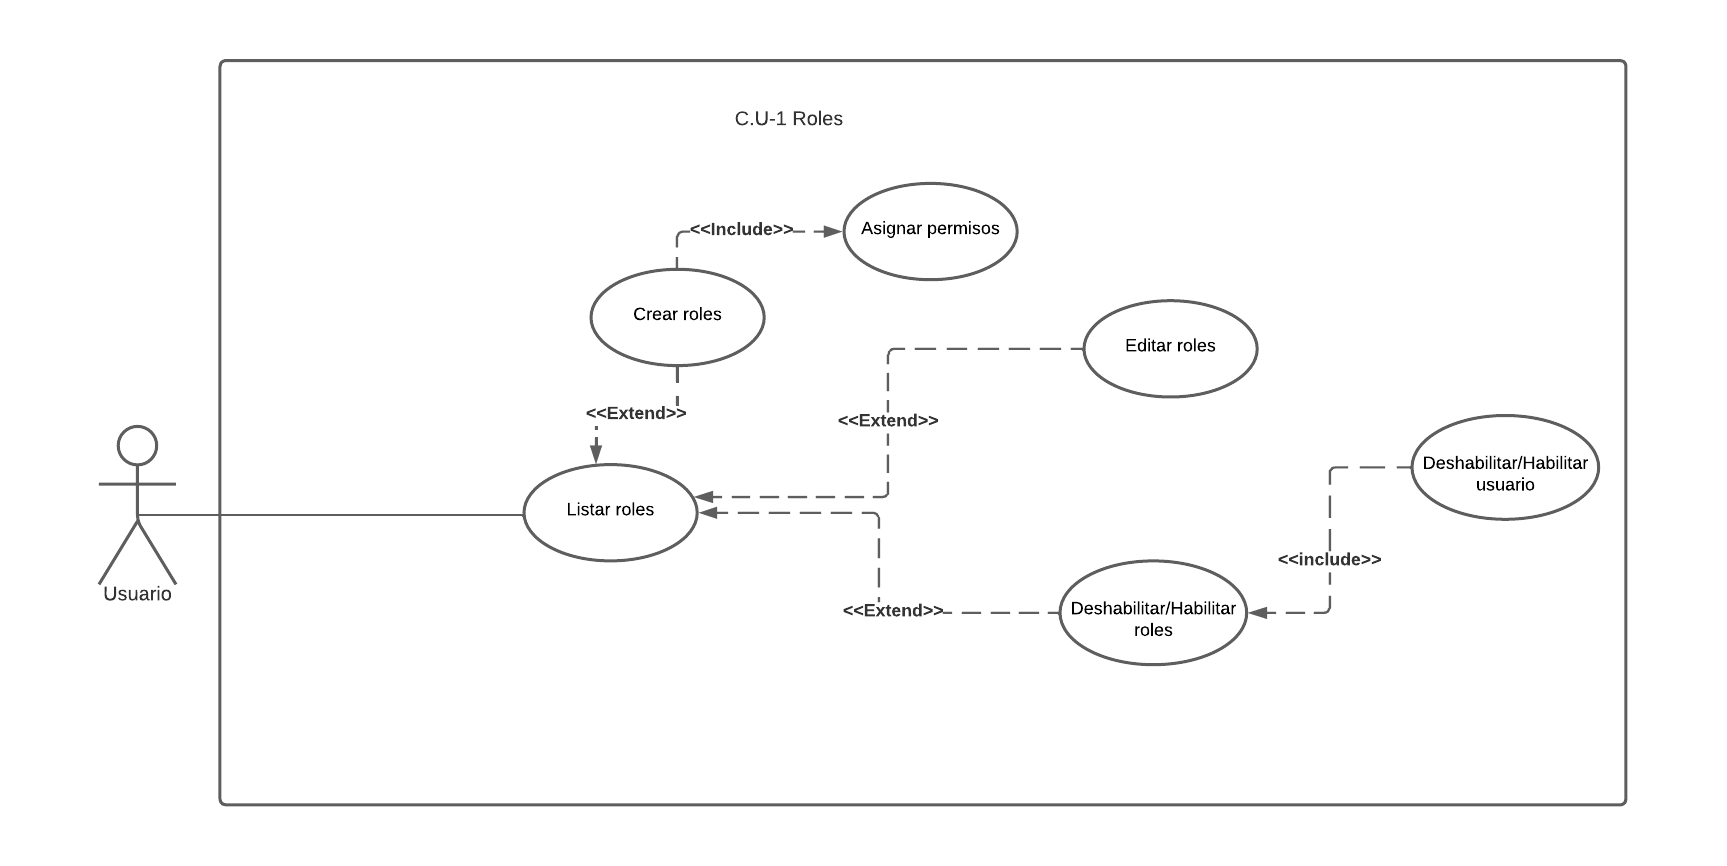 C.U-1 Roles
<<Include>>
Asignar permisos
Crear roles
Editar roles
<<Extend>>
<<Extend>>
Deshabilitar/Habilitar
usuario
Listar roles
<<include>>
Usuario
<<Extend>>
Deshabilitar/Habilitar
roles